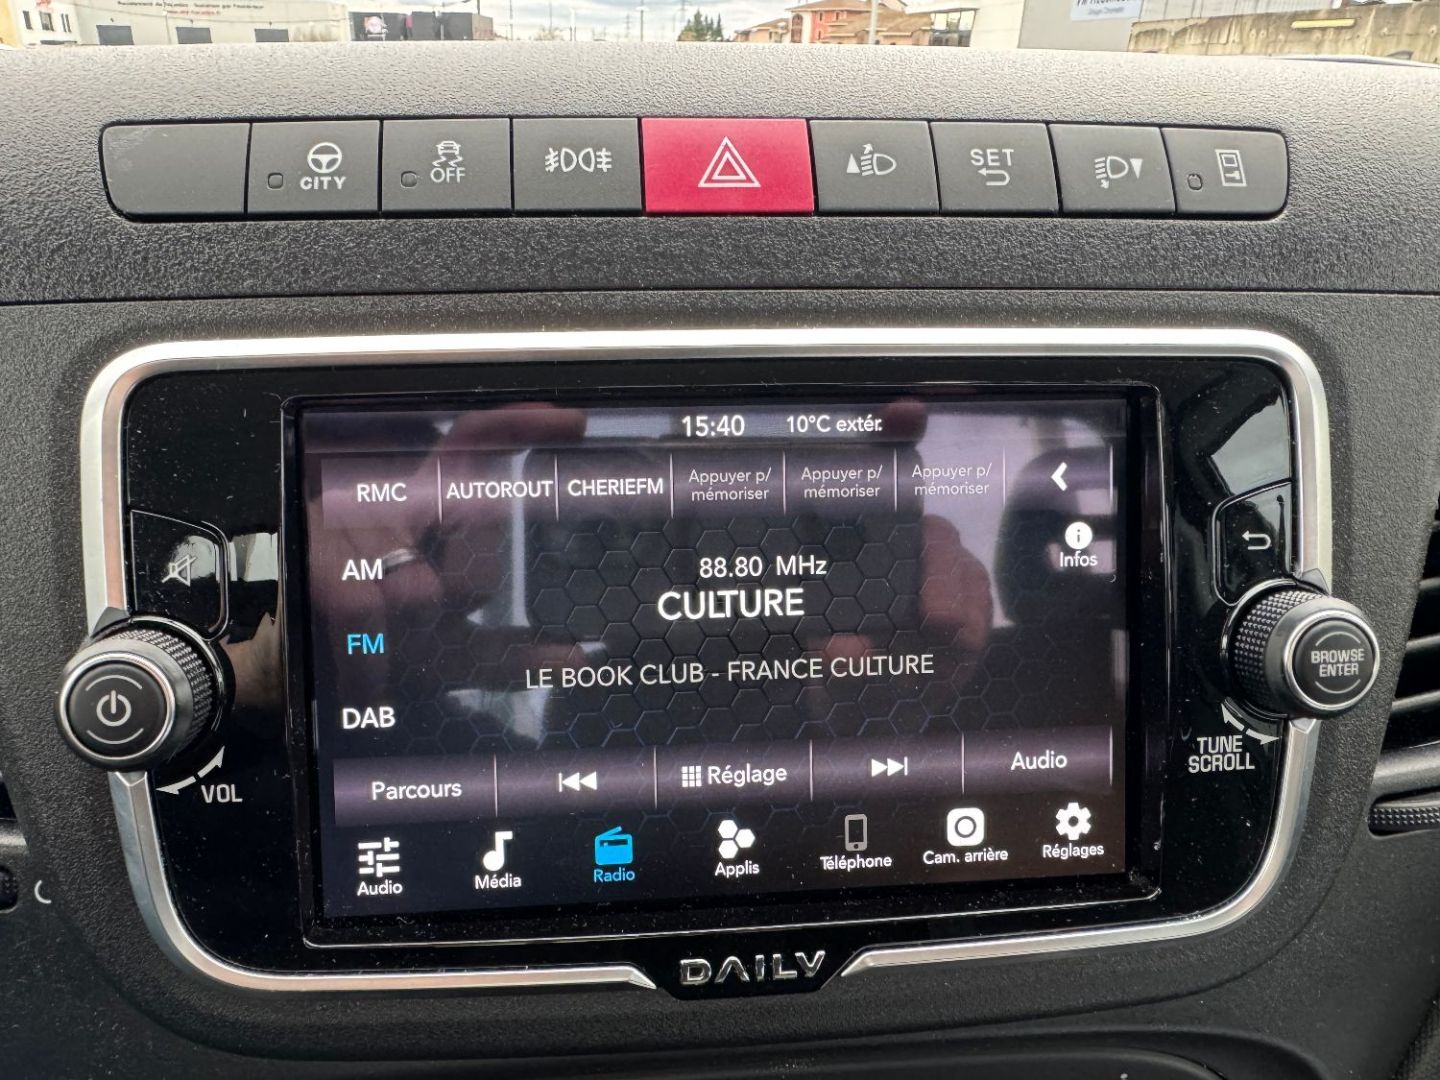 CITY
OFF
SET
15:40 10°C extér.
RMC
AUTOROUT
CHERIEFM
Appuyer p/
mémoriser
Appuyer p/
mémoriser
Appuyer p/
mémoriser
Infos
AM
FM
DAB
88.80 MHz
CULTURE
LE BOOK CLUB - FRANCE CULTURE
Parcours
Réglage
Audio
Audio
Média
Radio
Applis
Téléphone
Cam. arrière
Réglages
VOL
BROWSE
ENTER
TUNE
SCROLL
DAILY